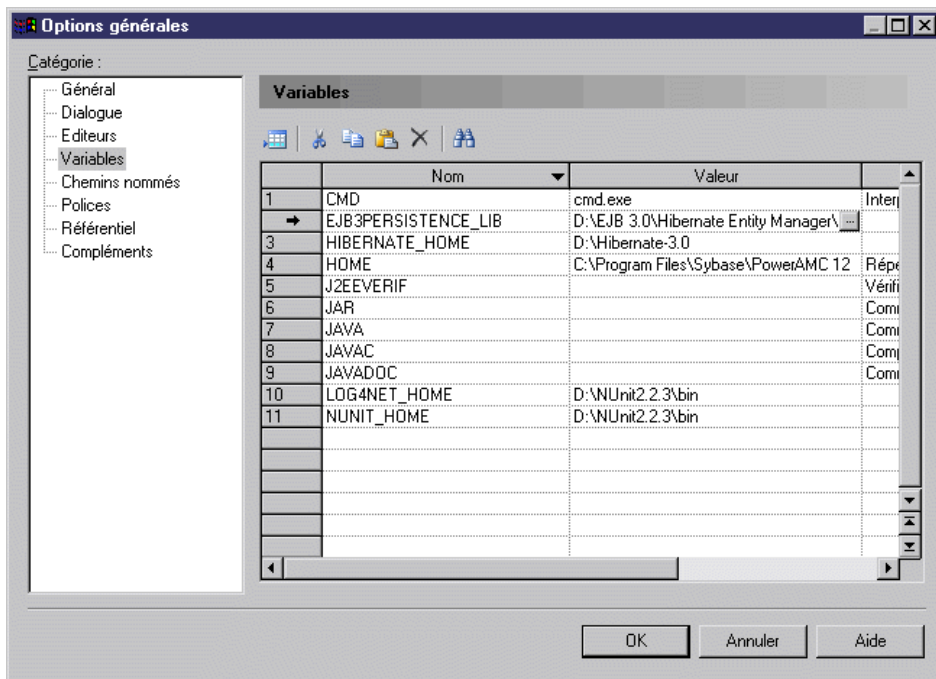 Options générales
Catégorie :
Général
Dialogue
Editeurs
Variables
Chemins nommés
Polices
Référentiel
Compléments
Variables
Nom Valeur
1 CMD cmd.exe
EJB3PERSISTENCE_LIB D:\EJB 3.0\Hibernate Entity Manager\ ...
3 HIBERNATE_HOME D:\Hibernate-3.0
4 HOME C:\Program Files\Sybase\PowerAMC 12 Répe
5 J2EEVERIF Vérifi
6 JAR
7 JAVA
8 JAVAC
9 JAVADOC
10 LOG4NET_HOME D:\NUnit2.2.3\bin
11 NUNIT_HOME D:\NUnit2.2.3\bin
OK Annuler Aide